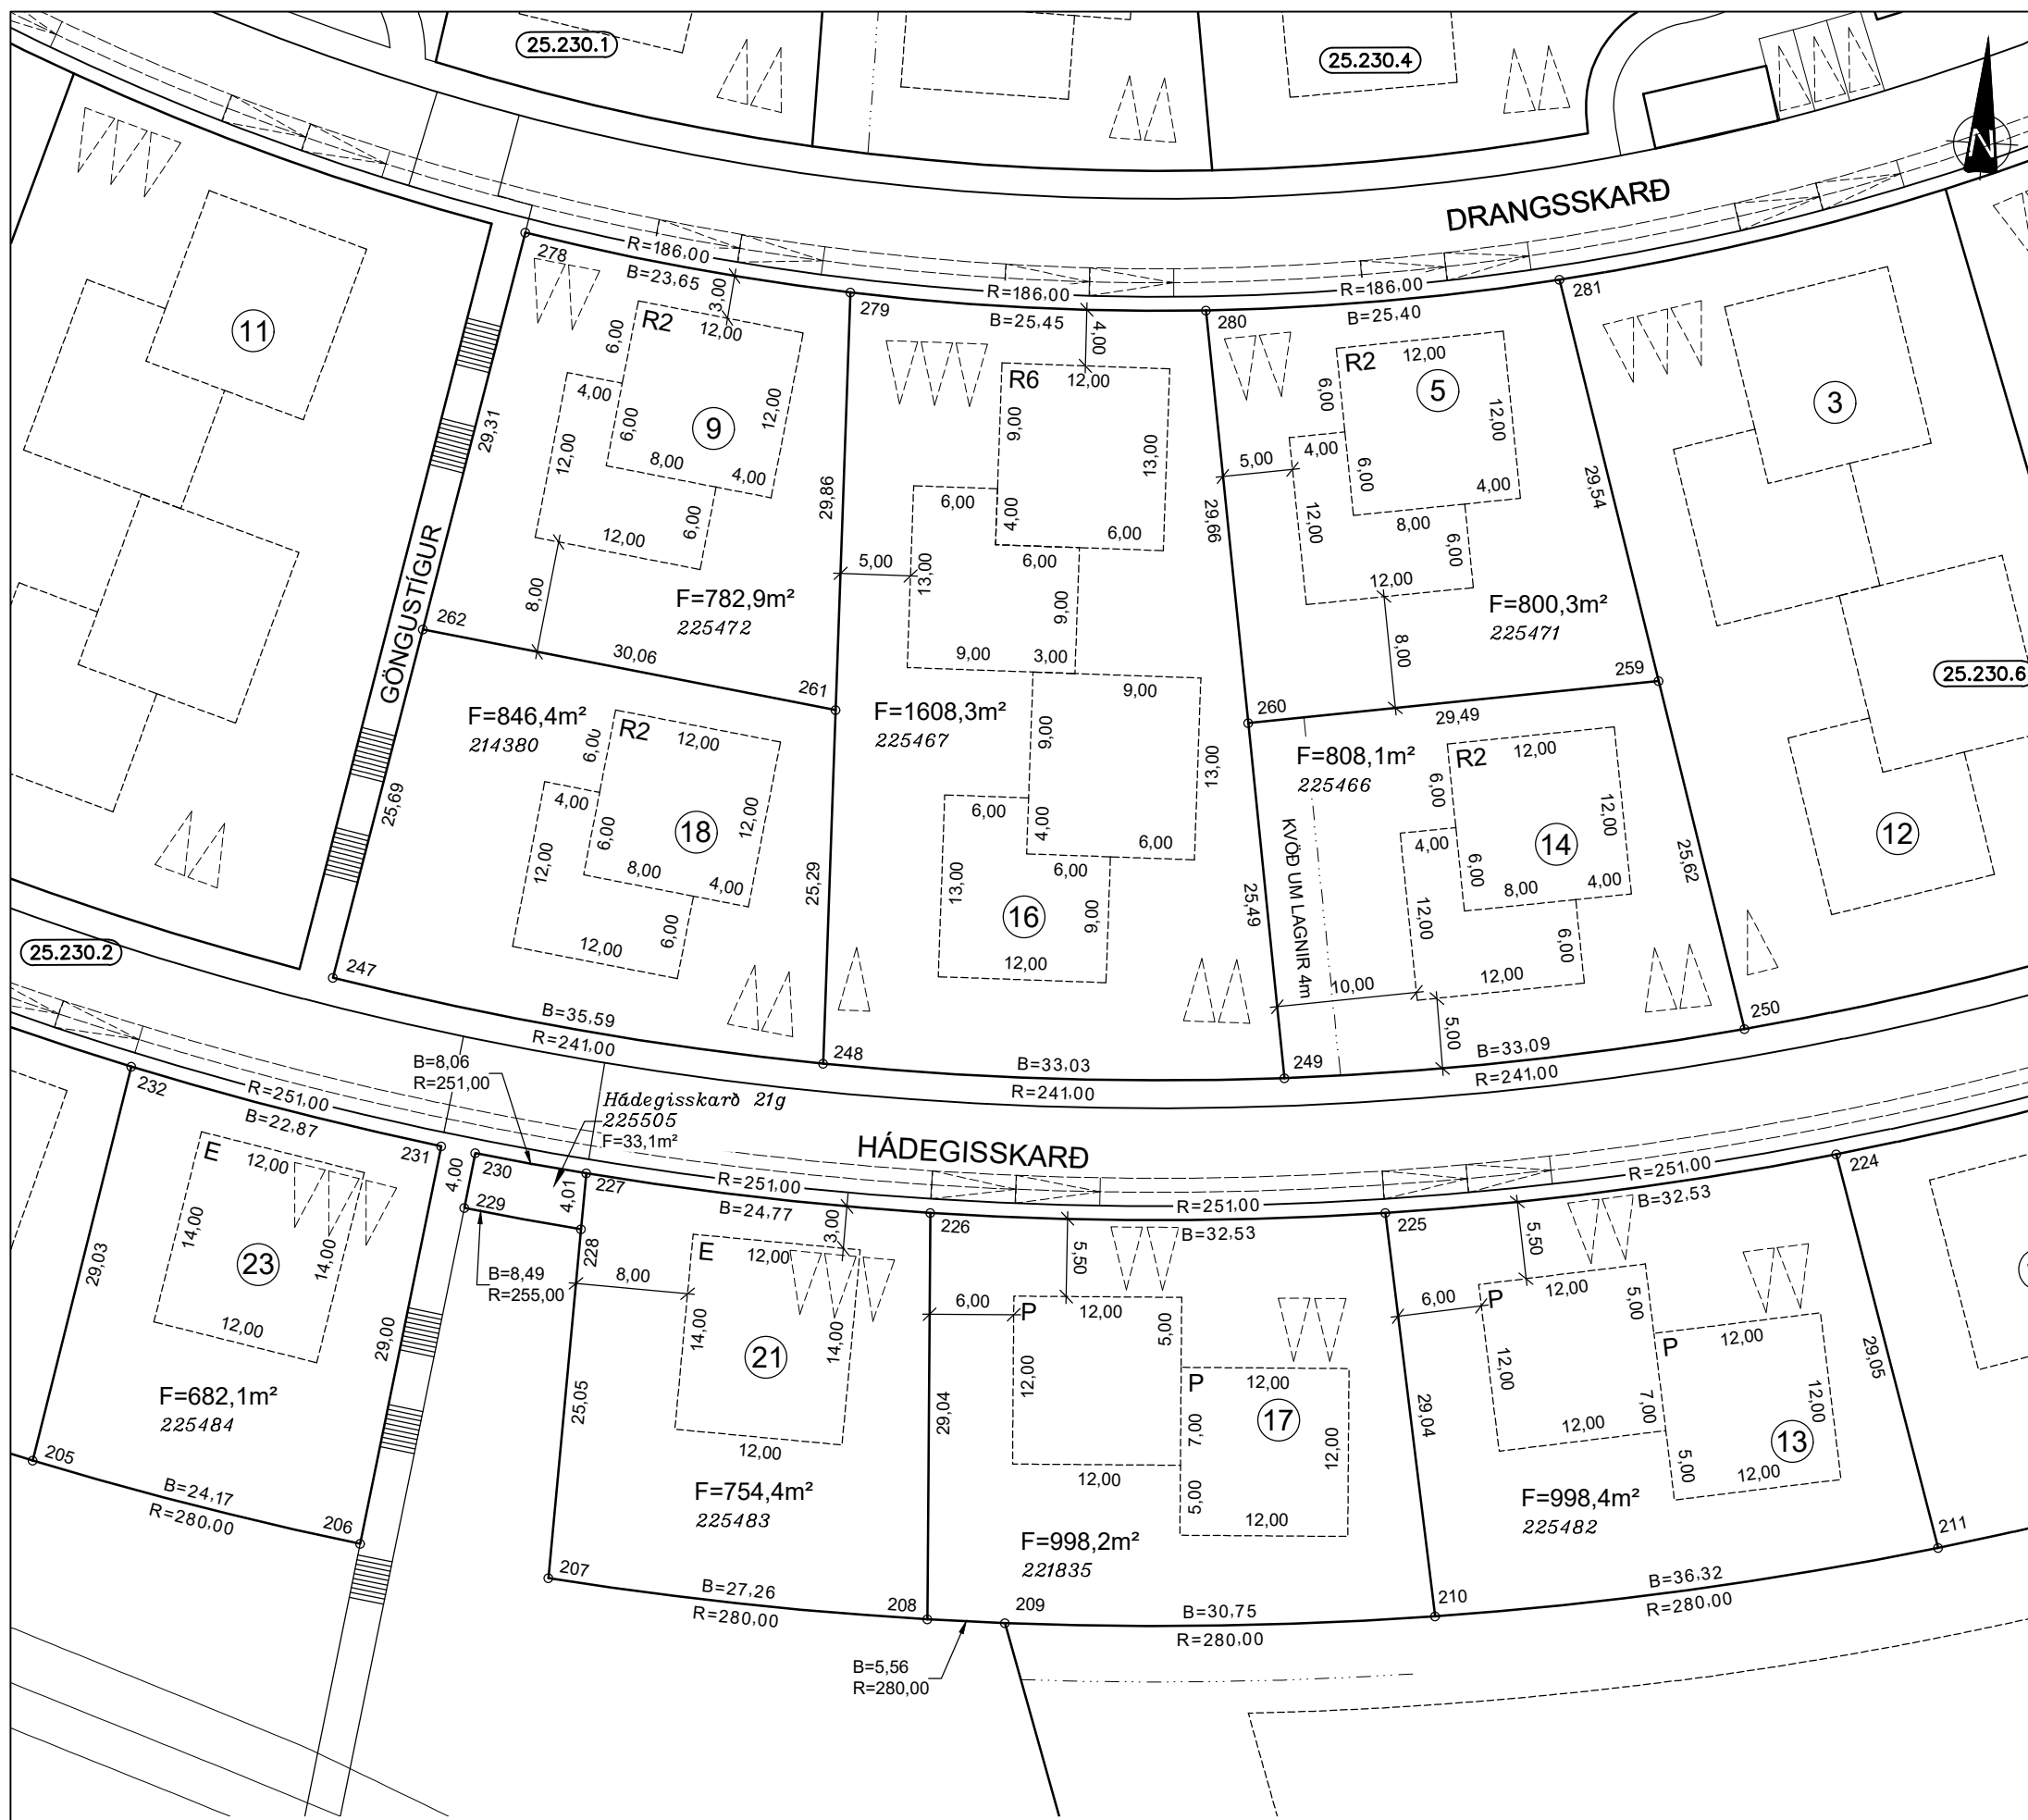 25.230.1
25.230.4
N
DRANGSSKARÐ
278
R=186,00
B=23,65
3,00
279
R=186,00
B=25,45
4,00
280
R=186,00
B=25,40
281
11
R2
12,00
6,00
4,00
6,00
12,00
12,00
9
8,00
4,00
12,00
6,00
8,00
F=782,9m²
225472
29,31
29,86
GÖNGUSTÍGUR
262
30,06
261
R6
12,00
9,00
13,00
6,00
4,00
6,00
5,00
13,00
6,00
9,00
9,00
3,00
F=1608,3m²
225467
9,00
9,00
13,00
6,00
4,00
6,00
6,00
13,00
9,00
16
12,00
29,66
R2
12,00
5
6,00
5,00
4,00
12,00
6,00
4,00
8,00
12,00
6,00
12,00
8,00
F=800,3m²
225471
29,54
3
259
260
29,49
25.230.6
F=846,4m²
214380
R2
12,00
6,00
4,00
6,00
12,00
18
12,00
8,00
4,00
12,00
6,00
25,69
25,29
F=808,1m²
225466
R2
12,00
6,00
12,00
4,00
14
6,00
8,00
4,00
12,00
6,00
12,00
10,00
5,00
KVÖÐ UM LAGNIR 4m
25,49
25,62
12
25.230.2
247
B=35,59
R=241,00
248
B=33,03
R=241,00
249
B=33,09
R=241,00
250
232
R=251,00
B=22,87
231
B=8,06
R=251,00
Hádegisskarð 21g
225505
F=33,1m²
HÁDEGISSKARÐ
4,00
230
229
4,01
227
228
R=251,00
B=24,77
3,00
226
R=251,00
B=32,53
225
R=251,00
B=32,53
224
B=8,49
R=255,00
E
12,00
14,00
14,00
23
12,00
29,03
29,00
F=682,1m²
225484
205
B=24,17
R=280,00
206
8,00
E
12,00
14,00
14,00
21
12,00
25,05
F=754,4m²
225483
207
B=27,26
R=280,00
208
29,04
5,50
6,00
P
12,00
5,00
12,00
P
12,00
7,00
17
12,00
12,00
5,00
12,00
F=998,2m²
221835
209
B=5,56
R=280,00
B=30,75
R=280,00
210
29,04
5,50
6,00
P
12,00
5,00
12,00
P
12,00
7,00
12,00
12,00
5,00
13
12,00
F=998,4m²
225482
29,05
B=36,32
R=280,00
211